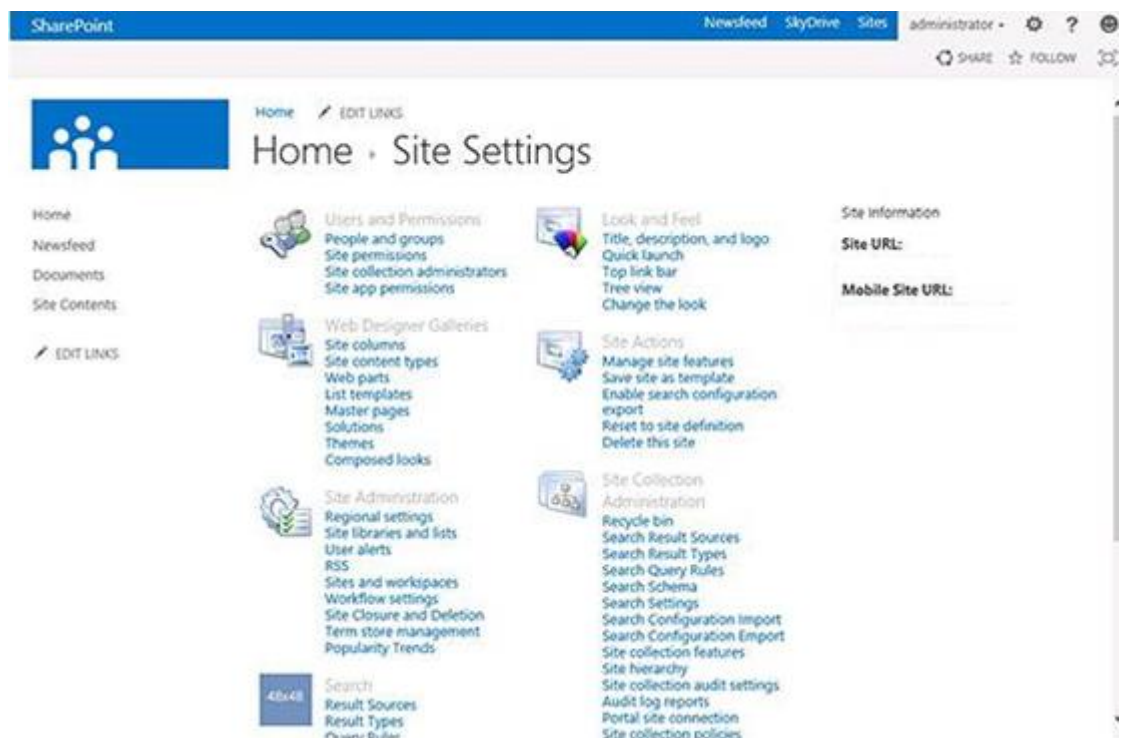 SharePoint
Newsfeed SkyDrive Sites administrator ?
SHARE FOLLOW
Home EDIT LINKS
Home Site Settings
Home
Newsfeed
Documents
Site Contents
EDIT LINKS
Users and Permissions
People and groups
Site permissions
Site collection administrators
Site app permissions
Web Designer Galleries
Site columns
Site content types
Web parts
List templates
Master pages
Solutions
Themes
Composed looks
Site Administration
Regional settings
Site libraries and lists
User alerts
RSS
Sites and workspaces
Workflow settings
Site Closure and Deletion
Term store management
Popularity Trends
48x48
Search
Result Sources
Result Types
Query Rules
Look and Feel
Title, description, and logo
Quick launch
Top link bar
Tree view
Change the look
Site Actions
Manage site features
Save site as template
Enable search configuration
export
Reset to site definition
Delete this site
Site Collection
Administration
Recycle bin
Search Result Sources
Search Result Types
Search Query Rules
Search Schema
Search Settings
Search Configuration Import
Search Configuration Emport
Site collection features
Site hierarchy
Site collection audit settings
Audit log reports
Portal site connection
Site collection policies
Site Information
Site URL:
Mobile Site URL: